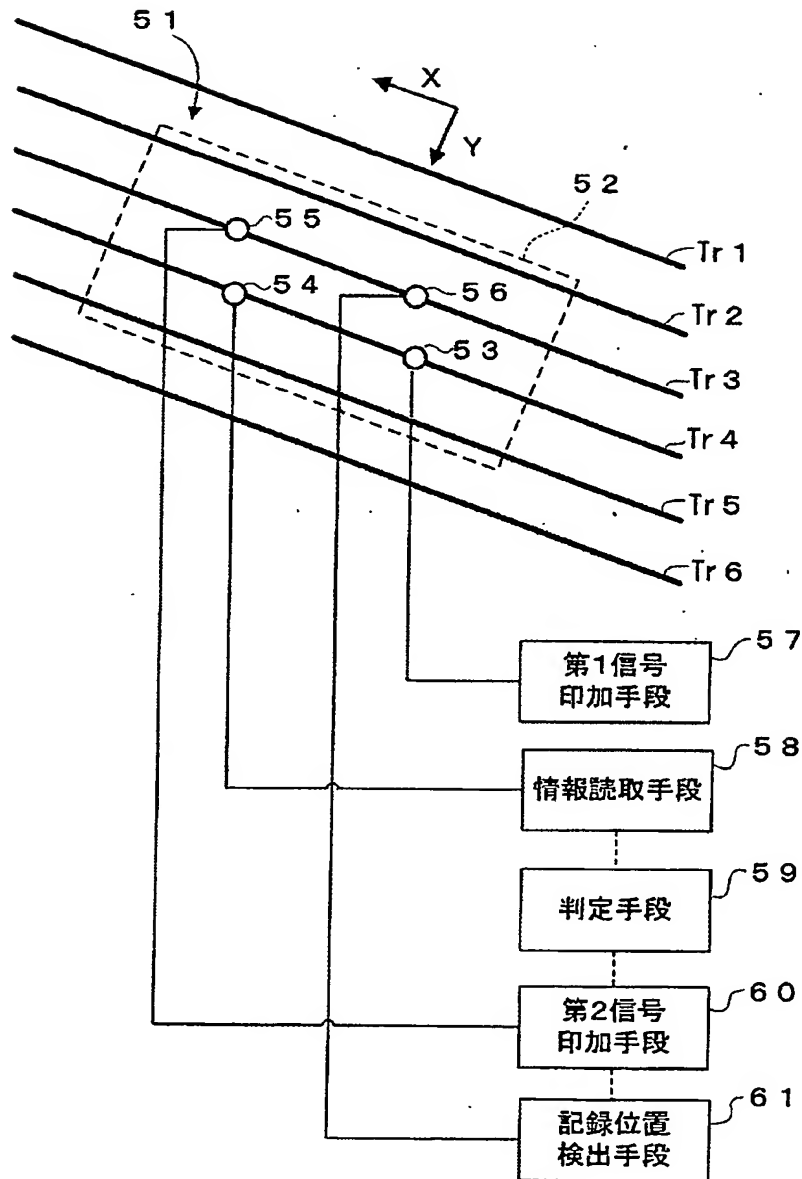 ５１
X
Y
５２
５５
５４
５６
５３
Tr１
Tr２
Tr３
Tr４
Tr５
Tr６
５７
第1信号
印加手段
５８
情報読取手段
５９
判定手段
６０
第2信号
印加手段
６１
記録位置
検出手段